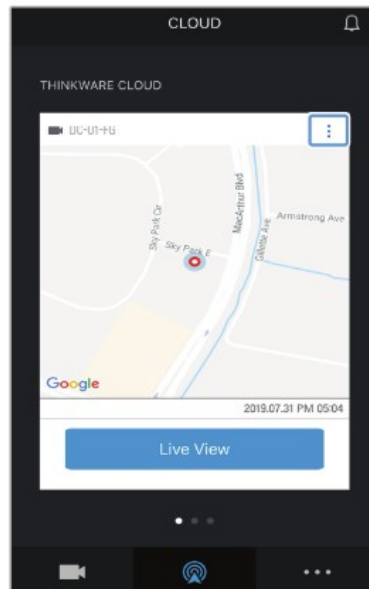 CLOUD
THINKWARE CLOUD
DC-01-FG
Sky Park Cir
MacArthur Blvd
Gillette Ave
Armstrong Ave
Sky Park E
Google
2019.07.31 PM 05:04
Live View